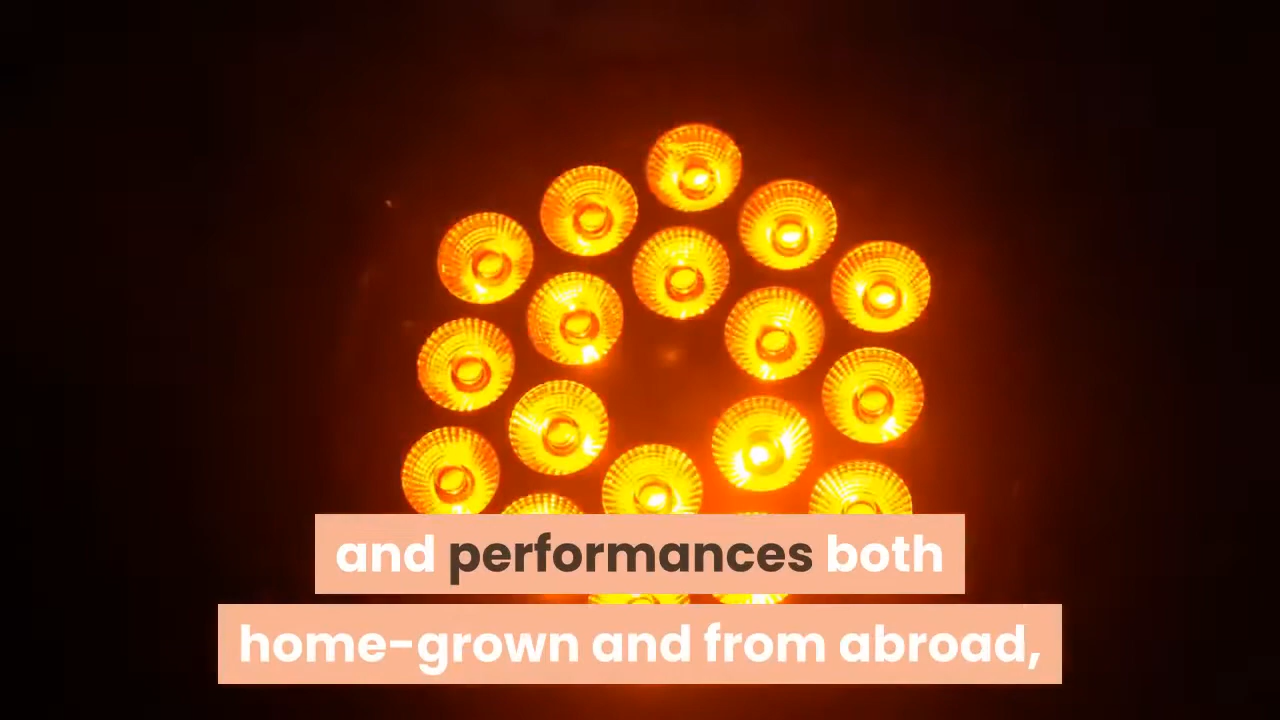 and performances both
home-grown and from abroad,